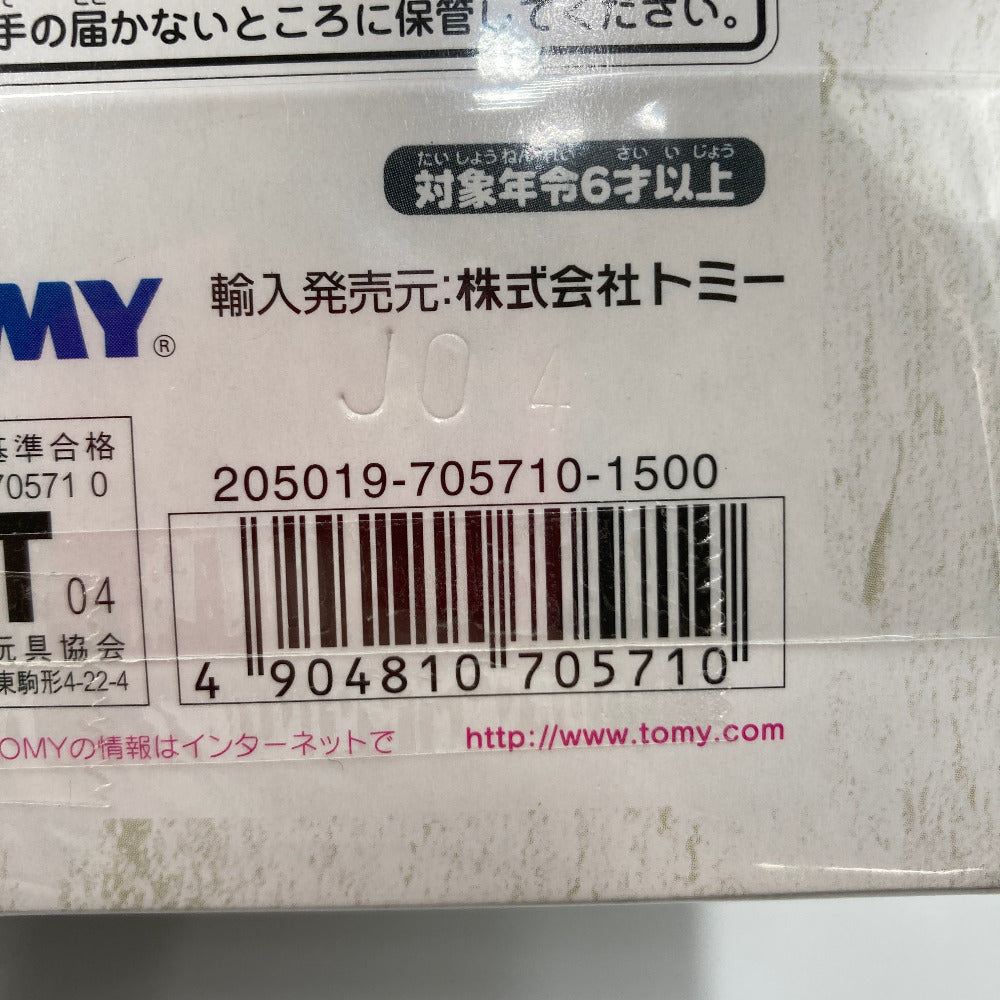 手の届かないところに保管してください。
たいしょうねんれい さい いじょう
対象年令6才以上
OMY®
輸入発売元:株式会社トミー
J0 4
基準合格
705710
205019-705710-1500
T 04
玩具協会
東駒形4-22-4
4 904810 705710
TOMYの情報はインターネットで http://www.tomy.com